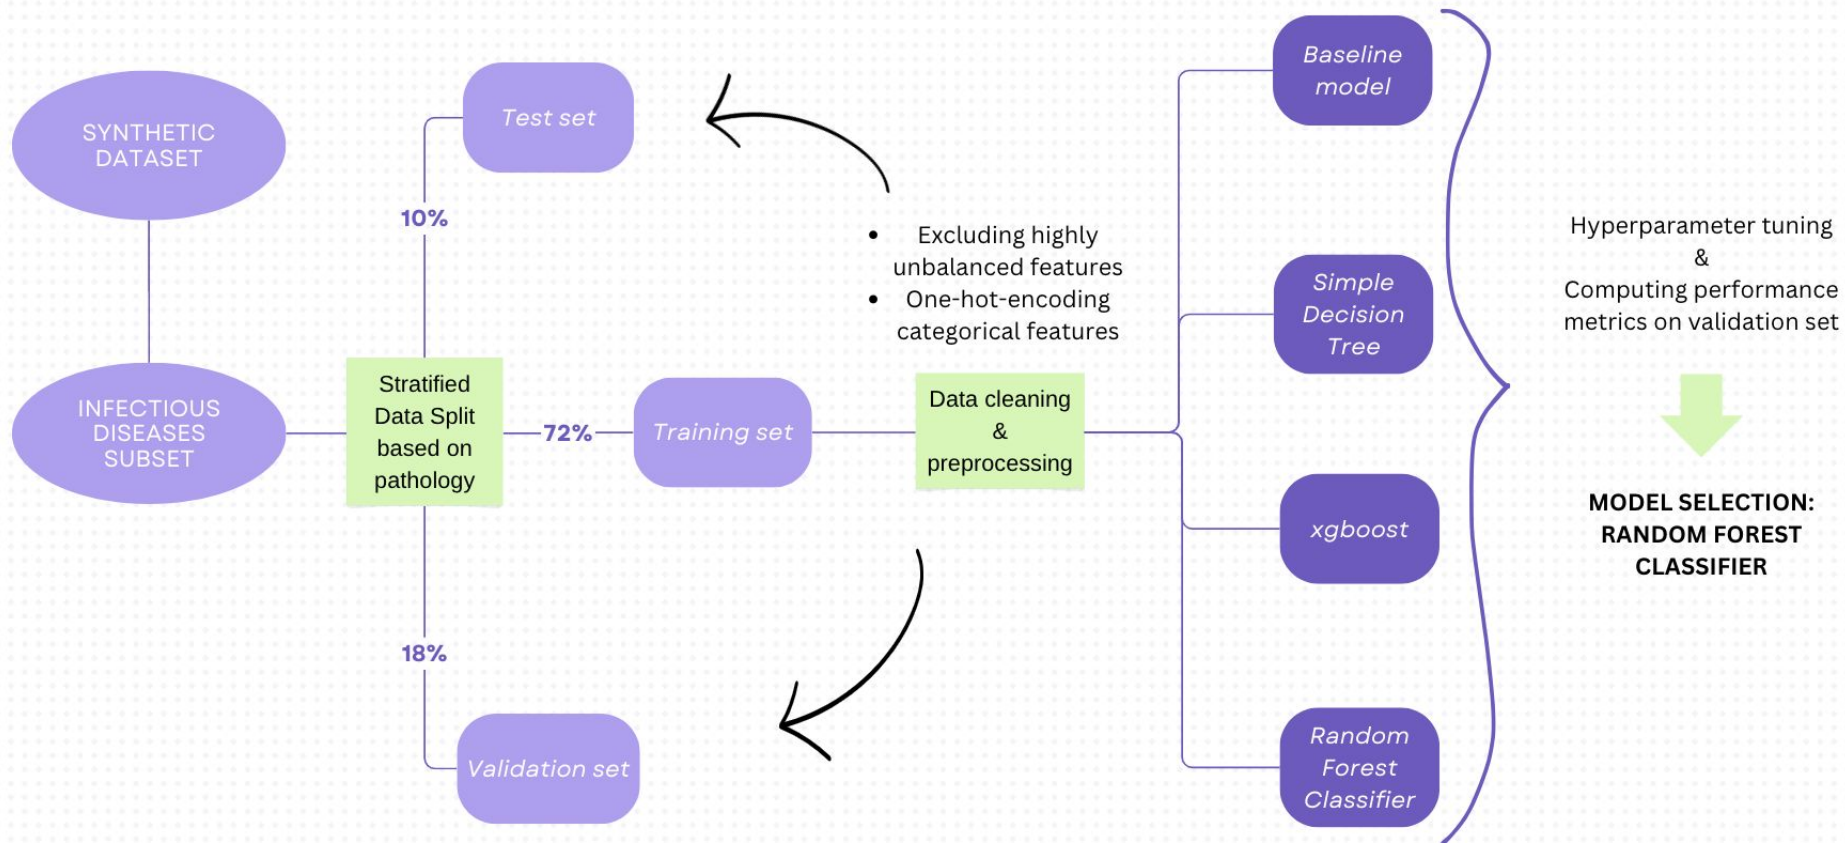 SYNTHETIC
DATASET
INFECTIOUS
DISEASES
SUBSET
Stratified
Data Split
based on
pathology
10%
Test set
72%
Training set
18%
Validation set
• Excluding highly
unbalanced features
• One-hot-encoding
categorical features
Data cleaning
&
preprocessing
Baseline
model
Simple
Decision
Tree
xgboost
Random
Forest
Classifier
Hyperparameter tuning
&
Computing performance
metrics on validation set
MODEL SELECTION:
RANDOM FOREST
CLASSIFIER